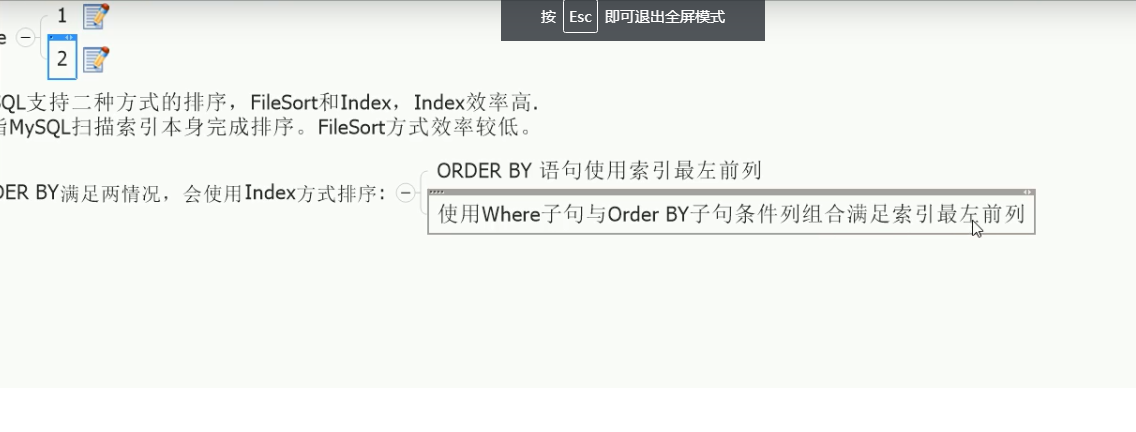 按 Esc 即可退出全屏模式
1
e
2
SQL支持二种方式的排序，FileSort和Index，Index效率高.
指MySQL扫描索引本身完成排序。FileSort方式效率较低。
ORDER BY 语句使用索引最左前列
DER BY满足两情况，会使用Index方式排序:
使用Where子句与Order BY子句条件列组合满足索引最左前列